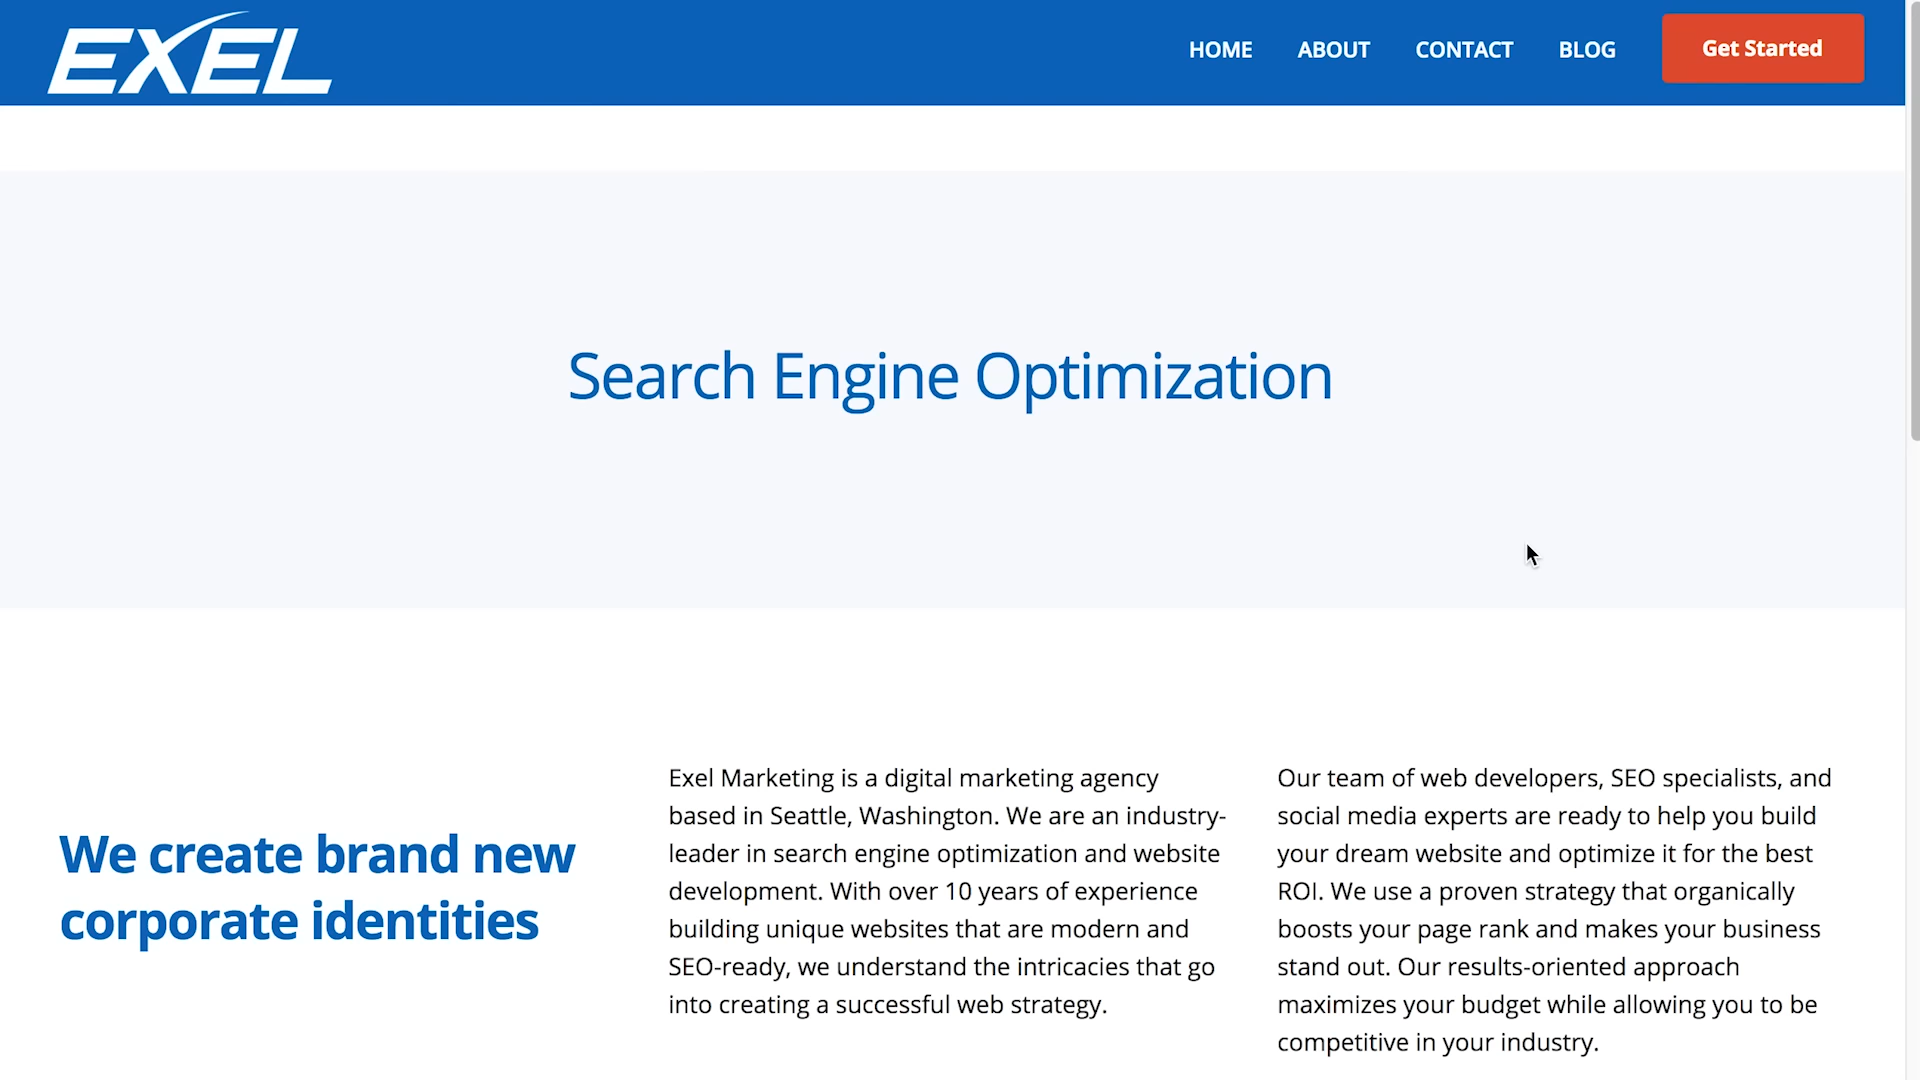 EXEL
HOME ABOUT CONTACT BLOG Get Started
Search Engine Optimization
We create brand new
corporate identities
Exel Marketing is a digital marketing agency
based in Seattle, Washington. We are an industry-
leader in search engine optimization and website
development. With over 10 years of experience
building unique websites that are modern and
SEO-ready, we understand the intricacies that go
into creating a successful web strategy.
Our team of web developers, SEO specialists, and
social media experts are ready to help you build
your dream website and optimize it for the best
ROI. We use a proven strategy that organically
boosts your page rank and makes your business
stand out. Our results-oriented approach
maximizes your budget while allowing you to be
competitive in your industry.